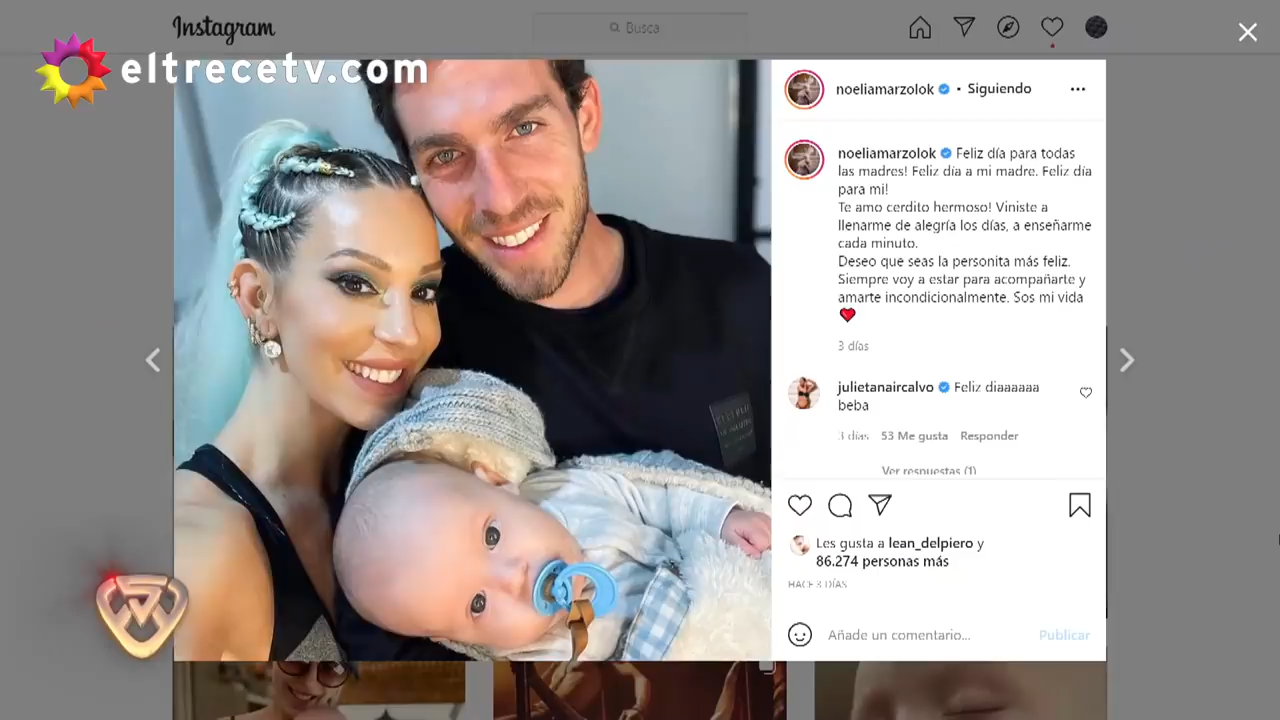 Instagram
Busca
eltrecetv.com
noeliamarzolok • Siguiendo
noeliamarzolok Feliz día para todas
las madres! Feliz día a mi madre. Feliz día
para mi!
Te amo cerdito hermoso! Viniste a
llenarme de alegría los días, a enseñarme
cada minuto.
Deseo que seas la personita más feliz.
Siempre voy a estar para acompañarte y
amarte incondicionalmente. Sos mi vida
3 días
julietanaircalvo Feliz diaaaaaa
beba
3 días 53 Me gusta Responder
Ver respuestas (1)
Les gusta a lean_delpiero y
86.274 personas más
HACE 3 DÍAS
Añade un comentario... Publicar